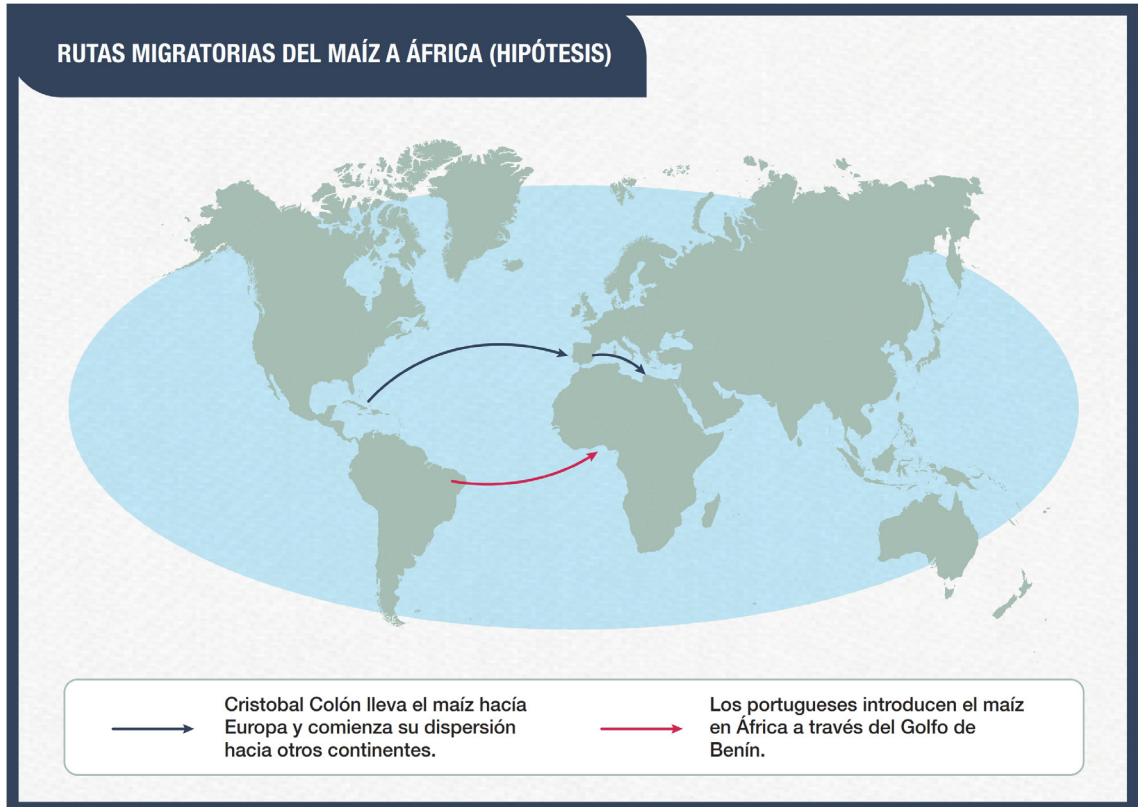 RUTAS MIGRATORIAS DEL MAÍZ A ÁFRICA (HIPÓTESIS)
Cristobal Colón lleva el maíz hacía
Europa y comienza su dispersión
hacia otros continentes.
Los portugueses introducen el maíz
en África a través del Golfo de
Benín.